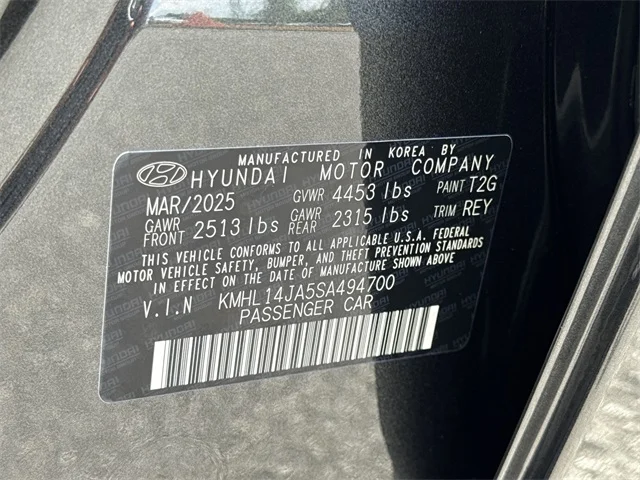 MANUFACTURED IN KOREA BY
HYUNDAI MOTOR COMPANY
MAR/2025 GVWR 4453 lbs PAINT T2G
GAWR FRONT 2513 lbs GAWR REAR 2315 lbs TRIM REY
THIS VEHICLE CONFORMS TO ALL APPLICABLE U.S.A. FEDERAL
MOTOR VEHICLE SAFETY, BUMPER, AND THEFT PREVENTION STANDARDS
IN EFFECT ON THE DATE OF MANUFACTURE SHOWN ABOVE
V.I.N KMHL14JA5SA494700
PASSENGER CAR